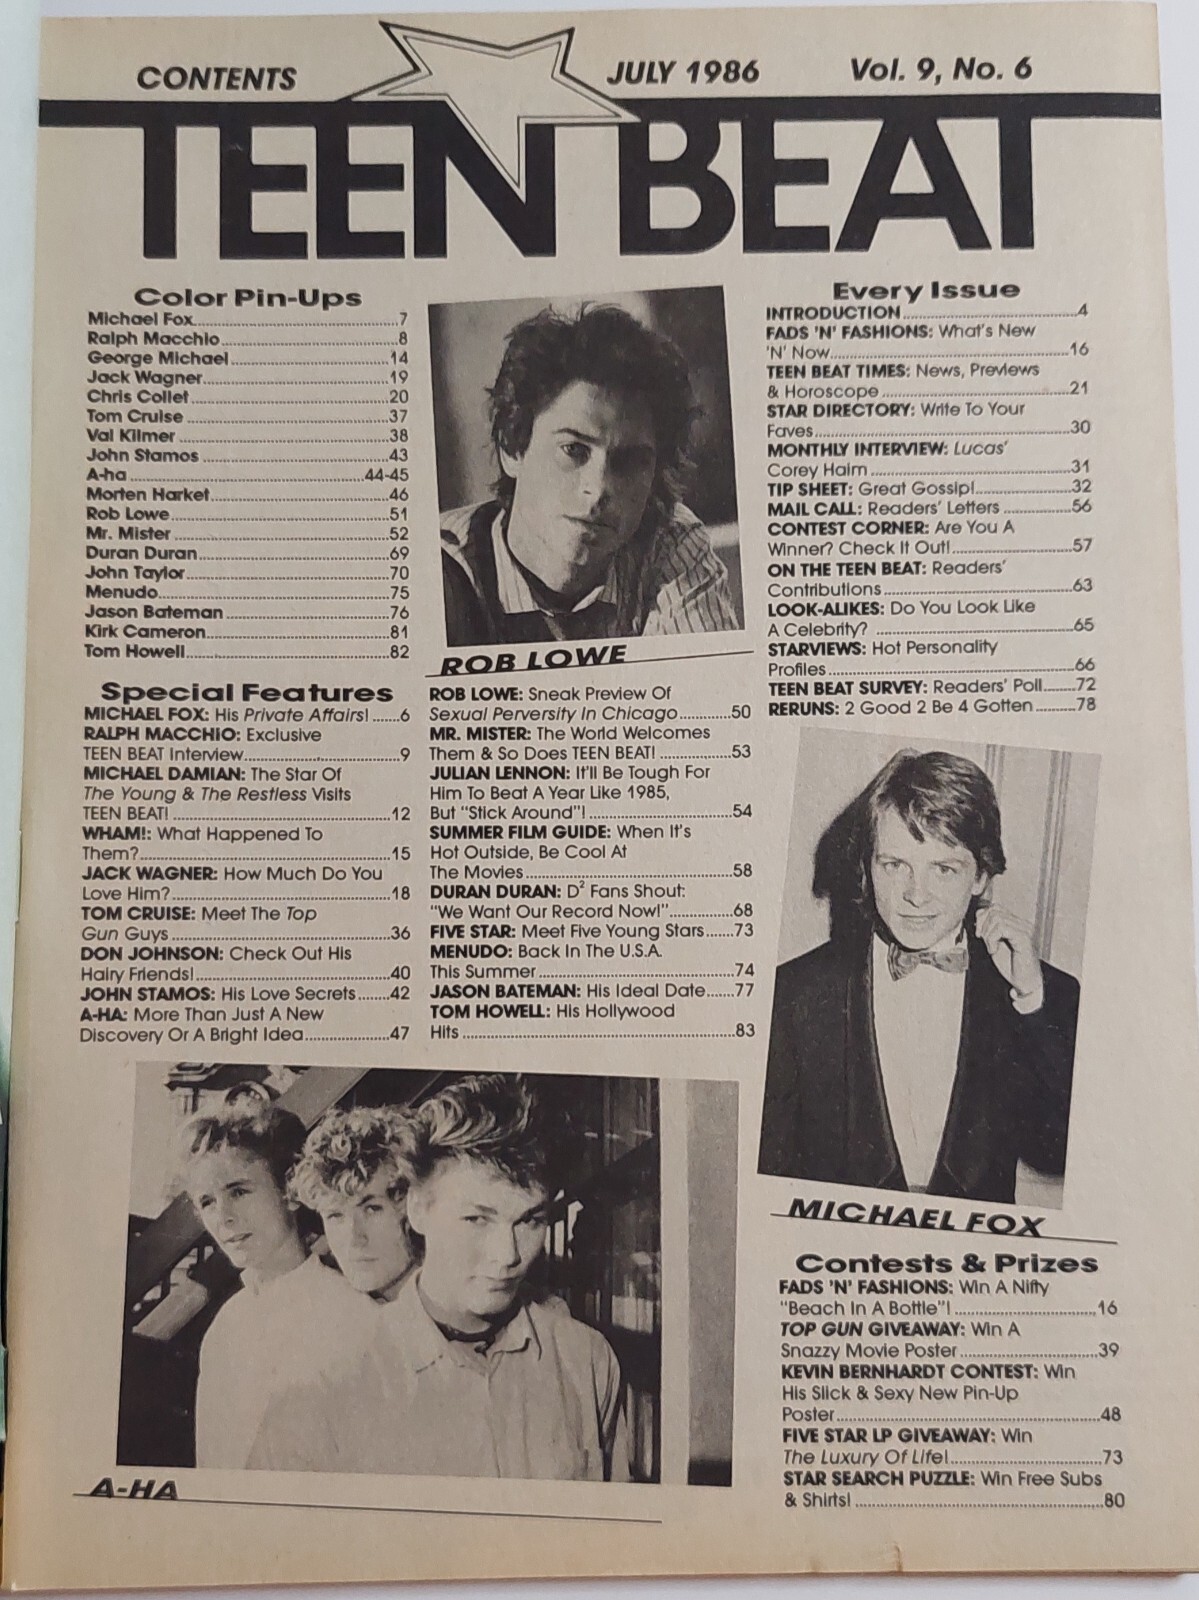 CONTENTS
JULY 1986
Vol. 9, No. 6
TEEN BEAT
Color Pin-Ups
Michael Fox....7
Ralph Macchio....8
George Michael....14
Jack Wagner....19
Chris Collet....20
Tom Cruise....37
Val Kilmer....38
John Stamos....43
A-ha....44-45
Morten Harket....46
Rob Lowe....51
Mr. Mister....52
Duran Duran....69
John Taylor....70
Menudo....75
Jason Bateman....76
Kirk Cameron....81
Tom Howell....82
Special Features
MICHAEL FOX: His Private Affairs!....6
RALPH MACCHIO: Exclusive
TEEN BEAT Interview....9
MICHAEL DAMIAN: The Star Of
The Young & The Restless Visits
TEEN BEAT!....12
WHAM!: What Happened To
Them?....15
JACK WAGNER: How Much Do You
Love Him?....18
TOM CRUISE: Meet The Top
Gun Guys....36
DON JOHNSON: Check Out His
Hairy Friends!....40
JOHN STAMOS: His Love Secrets....42
A-HA: More Than Just A New
Discovery Or A Bright Idea....47
ROB LOWE
ROB LOWE: Sneak Preview Of
Sexual Perversity In Chicago....50
MR. MISTER: The World Welcomes
Them & So Does TEEN BEAT!....53
JULIAN LENNON: It'll Be Tough For
Him To Beat A Year Like 1985,
But "Stick Around"!....54
SUMMER FILM GUIDE: When It's
Hot Outside, Be Cool At
The Movies....58
DURAN DURAN: D² Fans Shout:
"We Want Our Record Now!"....68
FIVE STAR: Meet Five Young Stars....73
MENUDO: Back In The U.S.A.
This Summer....74
JASON BATEMAN: His Ideal Date....77
TOM HOWELL: His Hollywood
Hits....83
Every Issue
INTRODUCTION....4
FADS 'N' FASHIONS: What's New
'N' Now....16
TEEN BEAT TIMES: News, Previews
& Horoscope....21
STAR DIRECTORY: Write To Your
Faves....30
MONTHLY INTERVIEW: Lucas'
Corey Haim....31
TIP SHEET: Great Gossip!....32
MAIL CALL: Readers' Letters....56
CONTEST CORNER: Are You A
Winner? Check It Out!....57
ON THE TEEN BEAT: Readers'
Contributions....63
LOOK-ALIKES: Do You Look Like
A Celebrity?....65
STARVIEWS: Hot Personality
Profiles....66
TEEN BEAT SURVEY: Readers' Poll....72
RERUNS: 2 Good 2 Be 4 Gotten....78
MICHAEL FOX
Contests & Prizes
FADS 'N' FASHIONS: Win A Nifty
"Beach In A Bottle"!....16
TOP GUN GIVEAWAY: Win A
Snazzy Movie Poster....39
KEVIN BERNHARDT CONTEST: Win
His Slick & Sexy New Pin-Up
Poster....48
FIVE STAR LP GIVEAWAY: Win
The Luxury Of Life!....73
STAR SEARCH PUZZLE: Win Free Subs
& Shirts!....80
A-HA